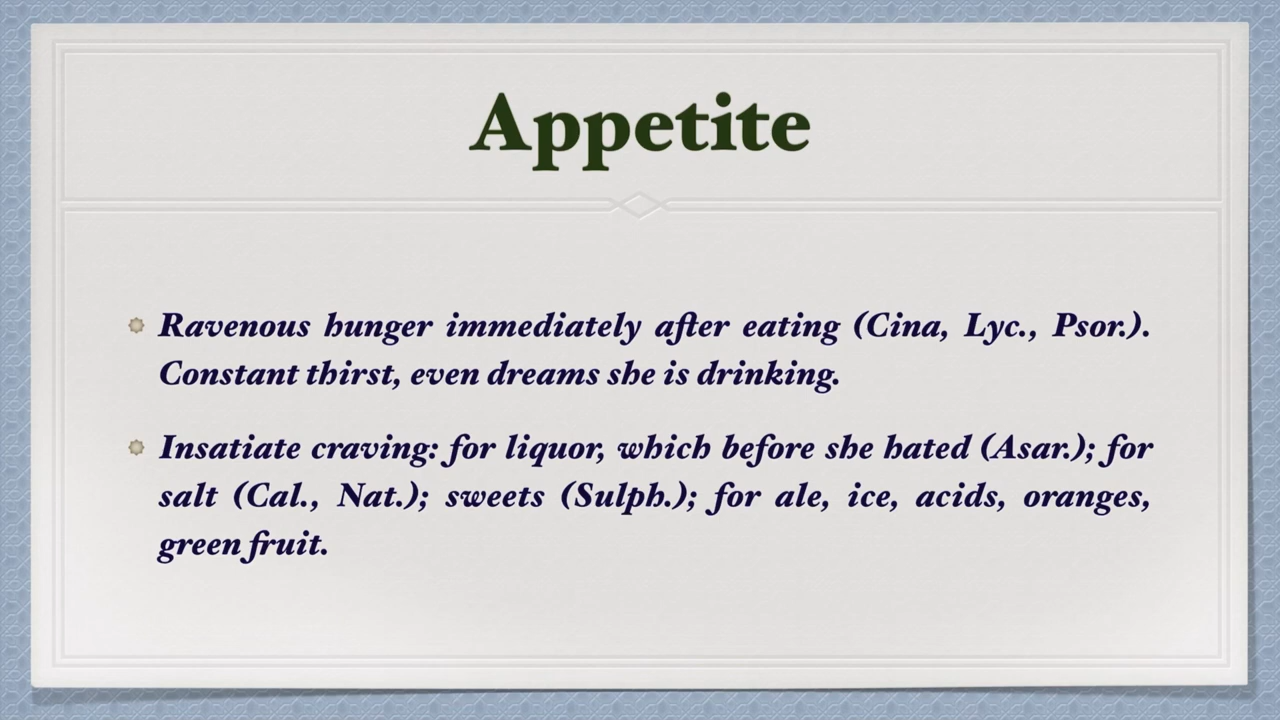 Appetite
Ravenous hunger immediately after eating (Cina, Lyc., Psor.).
Constant thirst, even dreams she is drinking.
Insatiate craving: for liquor, which before she hated (Asar.); for
salt (Cal., Nat.); sweets (Sulph.); for ale, ice, acids, oranges,
green fruit.